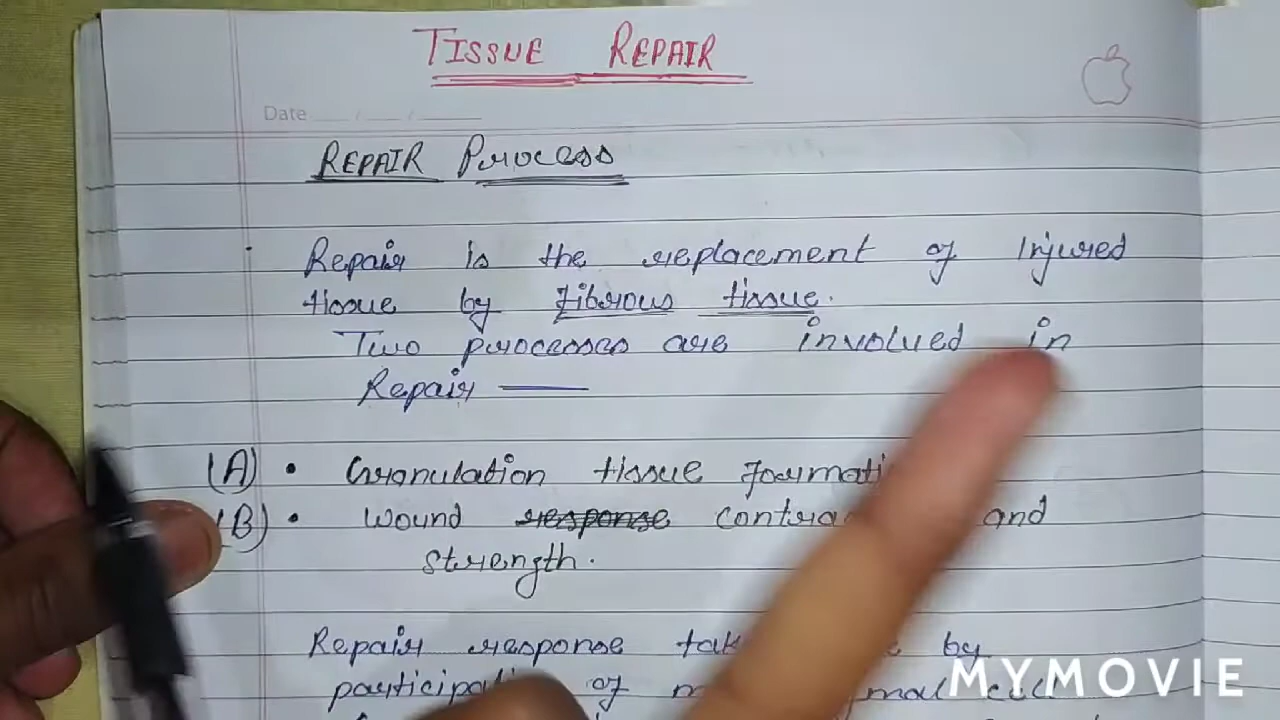 TISSUE REPAIR
Date
REPAIR Process
Repair is the replacement of Injured
tissue by fibrous tissue.
Two processes are involved in
Repair
(A) • Granulation tissue
(B) • wound response and
strength.
Repair response by
of
MYMOVIE